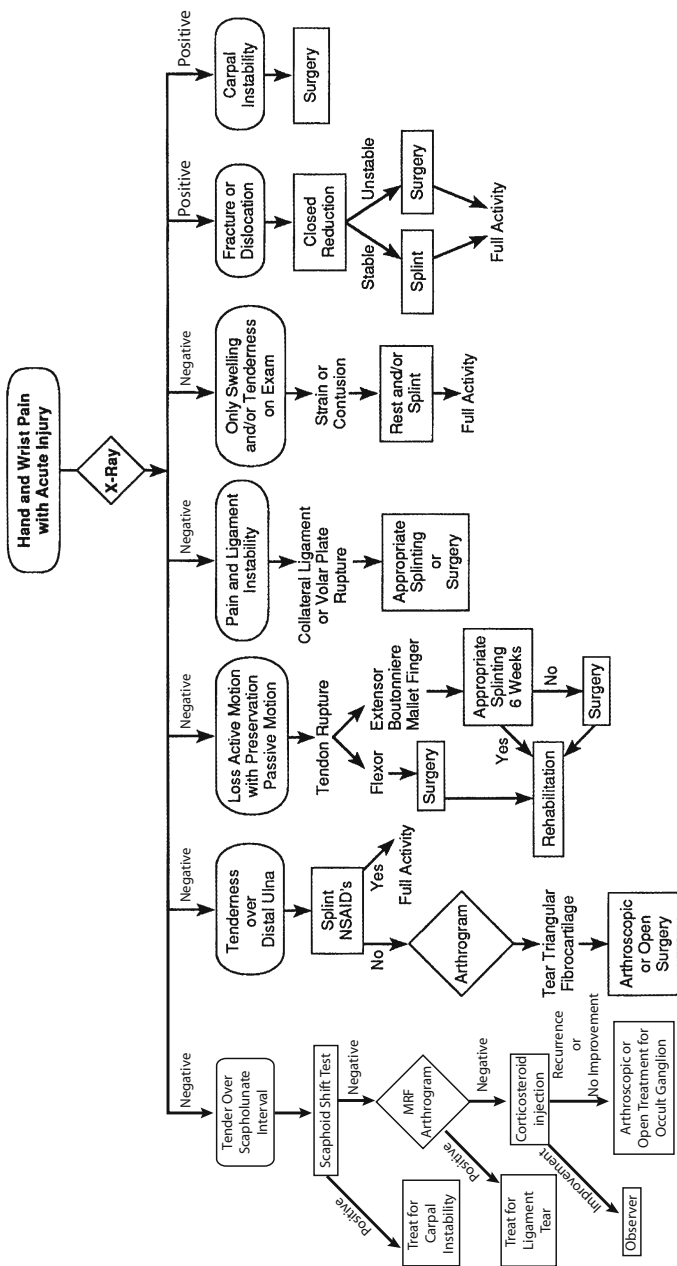 Hand and Wrist Pain
with Acute Injury
X-Ray
Negative
Negative
Negative
Negative
Negative
Positive
Positive
Tender Over
Scapholunate
Interval
Scaphoid Shift Test
Positive
Negative
Treat for
Carpal
Instability
MRF
Arthrogram
Positive
Negative
Treat for
Ligament
Tear
Corticosteroid
injection
Improvement
Recurrence
or
No Improvement
Observer
Arthroscopic or
Open Treatment for
Occult Ganglion
Tenderness
over
Distal Ulna
Splint
NSAID's
No
Yes
Full Activity
Arthrogram
Tear Triangular
Fibrocartilage
Arthroscopic
or Open
Surgery
Loss Active Motion
with Preservation
Passive Motion
Tendon Rupture
Flexor
Extensor
Boutonniere
Mallet Finger
Surgery
Appropriate
Splinting
6 Weeks
Yes
No
Rehabilitation
Surgery
Pain and Ligament
Instability
Collateral Ligament
or Volar Plate
Rupture
Appropriate
Splinting
or
Surgery
Only Swelling
and/or Tenderness
on Exam
Strain or
Contusion
Rest and/or
Splint
Full Activity
Fracture or
Dislocation
Closed
Reduction
Stable
Unstable
Splint
Surgery
Full Activity
Carpal
Instability
Surgery